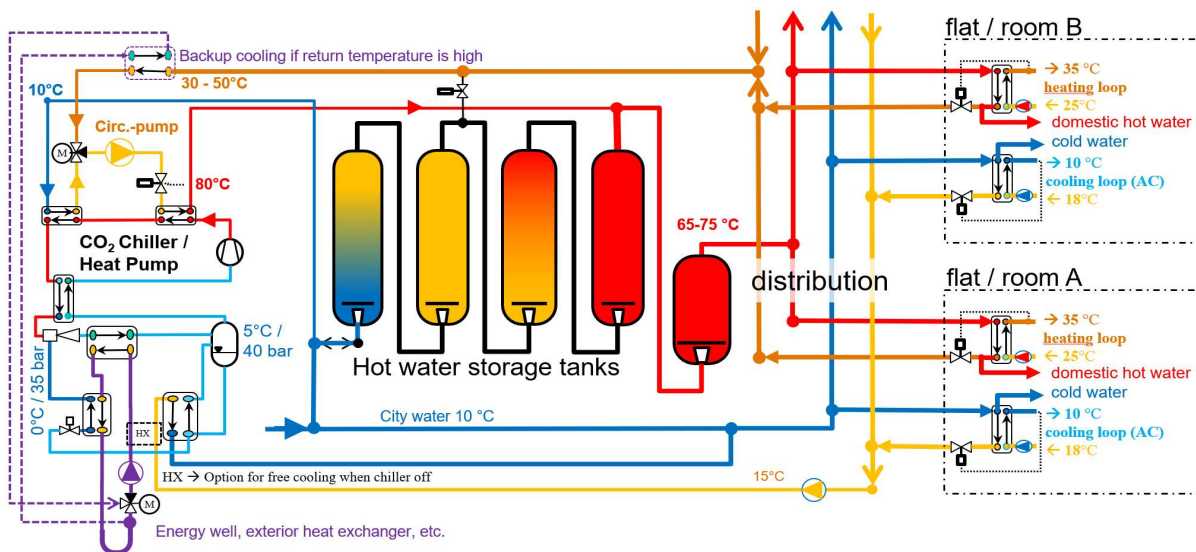 Backup cooling if return temperature is high
30 - 50°C
10°C
Circ.-pump
M
80°C
CO₂ Chiller /
Heat Pump
5°C /
40 bar
0°C / 35 bar
HX
M
Energy well, exterior heat exchanger, etc.
HX → Option for free cooling when chiller off
City water 10 °C
Hot water storage tanks
65-75 °C
distribution
15°C
flat / room B
→ 35 °C
heating loop
← 25°C
domestic hot water
cold water
→ 10 °C
cooling loop (AC)
← 18°C
flat / room A
→ 35 °C
heating loop
← 25°C
domestic hot water
cold water
→ 10 °C
cooling loop (AC)
← 18°C